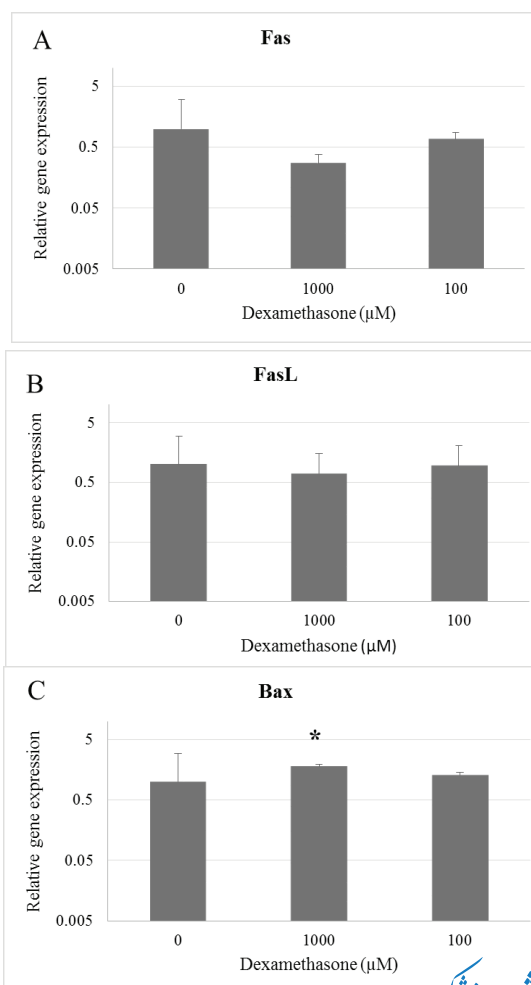 A
Fas
Relative gene expression
5
0.5
0.05
0.005
0
1000
100
Dexamethasone (µM)
B
FasL
Relative gene expression
5
0.5
0.05
0.005
0
1000
100
Dexamethasone (µM)
C
Bax
Relative gene expression
5
0.5
0.05
0.005
*
0
1000
100
Dexamethasone (µM)